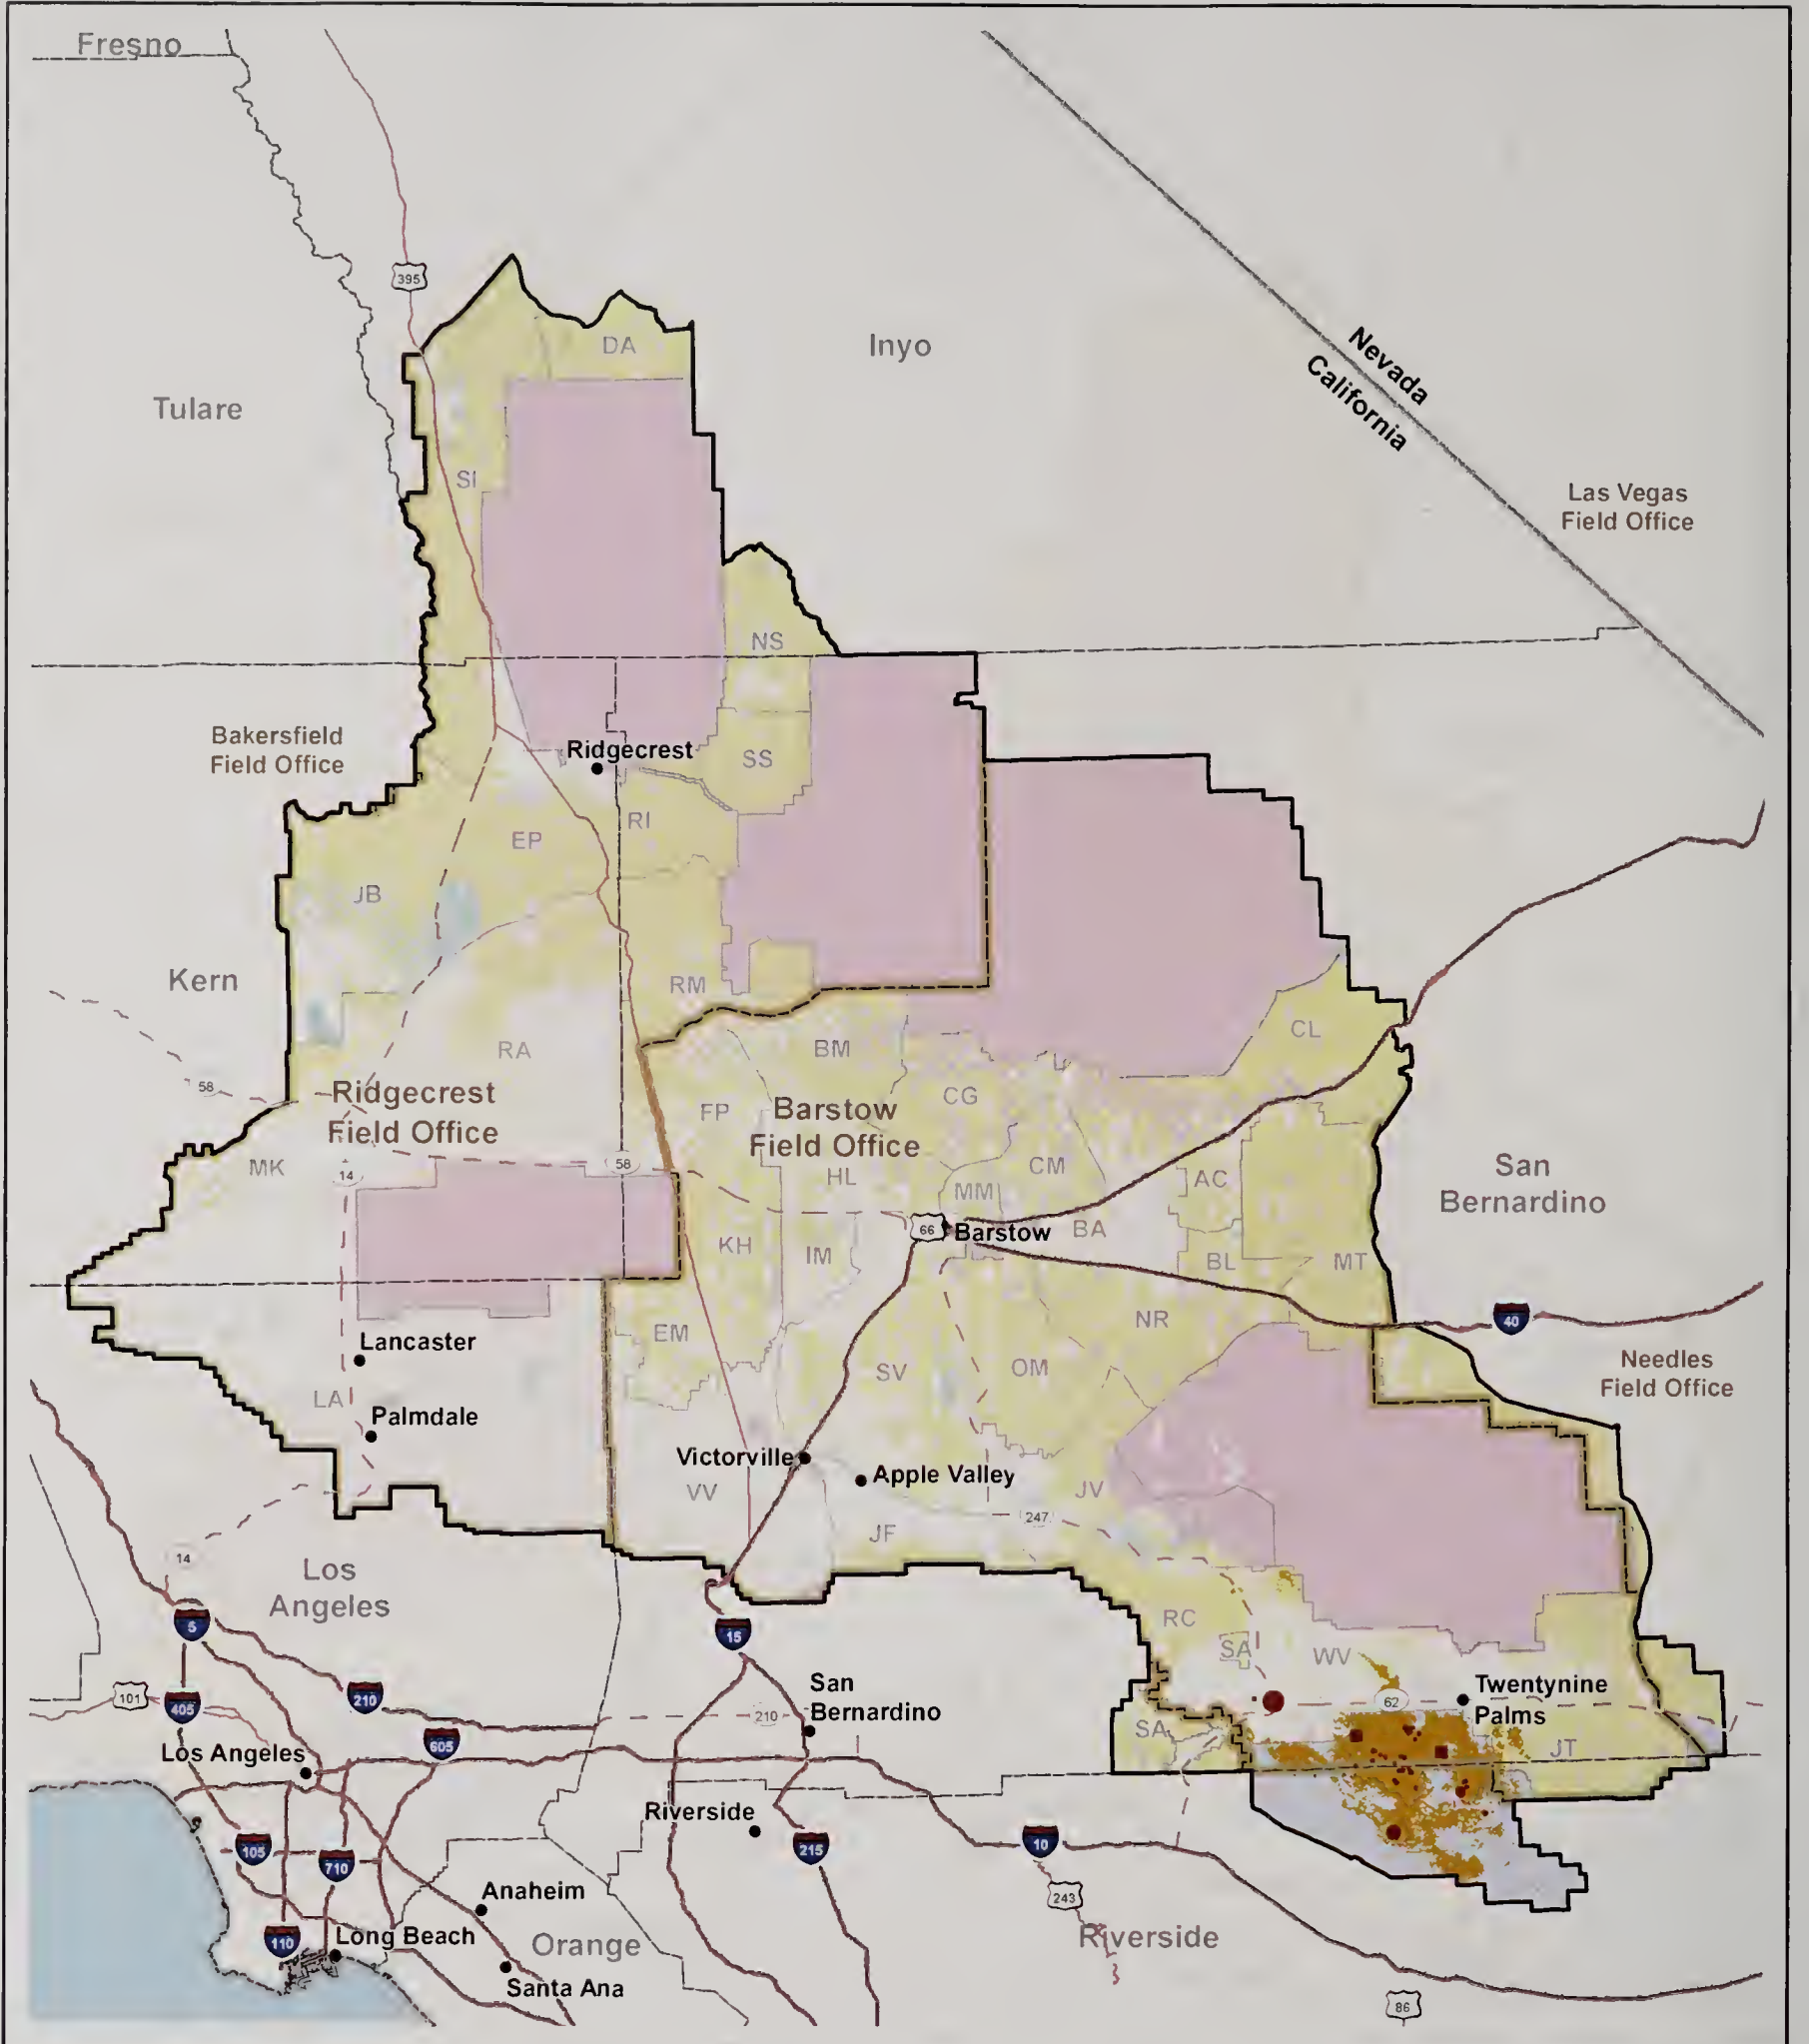 Fresno
395
DA
Inyo
Nevada
California
Tulare
SI
Las Vegas
Field Office
NS
Bakersfield
Field Office
Ridgecrest
SS
EP
RI
JB
Kern
RM
CL
BM
RA
58
Ridgecrest
Field Office
CG
FP
Barstow
Field Office
58
MK
14
HL
CM
MM
AC
San
Bernardino
66
Barstow
BA
KH
IM
BL
MT
NR
40
EM
Lancaster
SV
OM
Needles
Field Office
LA
Palmdale
Victorville
Apple Valley
VV
JV
247
JF
14
Los
Angeles
5
15
RC
SA
WV
San
Bernardino
Twentynine
Palms
101
405
210
210
62
605
SA
JT
Los Angeles
Riverside
105
710
215
10
Anaheim
243
110
Long Beach
Orange
Riverside
Santa Ana
86